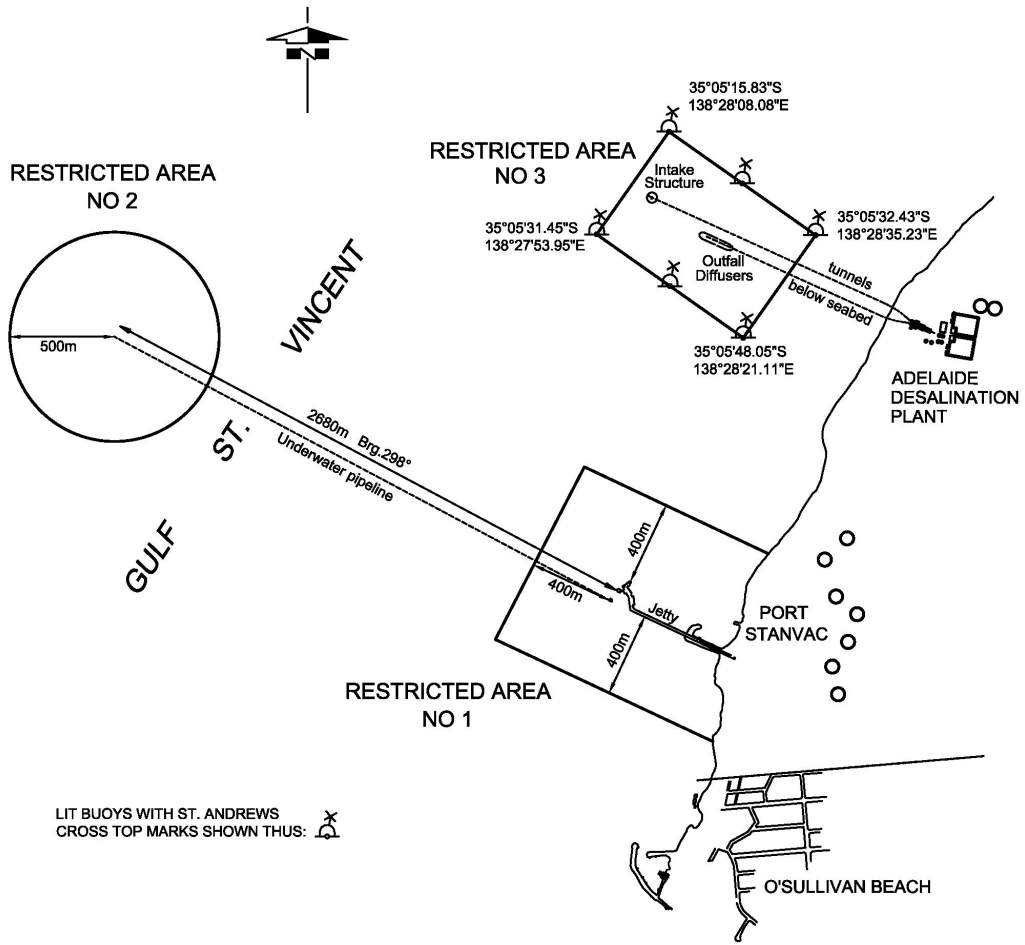 N
35°05'15.83"S
138°28'08.08"E
RESTRICTED AREA
NO 3
RESTRICTED AREA
NO 2
Intake
Structure
35°05'31.45"S
138°27'53.95"E
35°05'32.43"S
138°28'35.23"E
Outfall
Diffusers
tunnels
below seabed
35°05'48.05"S
138°28'21.11"E
ADELAIDE
DESALINATION
PLANT
500m
GULF
ST.
VINCENT
2680m Brg.298°
Underwater pipeline
400m
400m
Jetty
400m
PORT
STANVAC
RESTRICTED AREA
NO 1
LIT BUOYS WITH ST. ANDREWS
CROSS TOP MARKS SHOWN THUS:
O'SULLIVAN BEACH